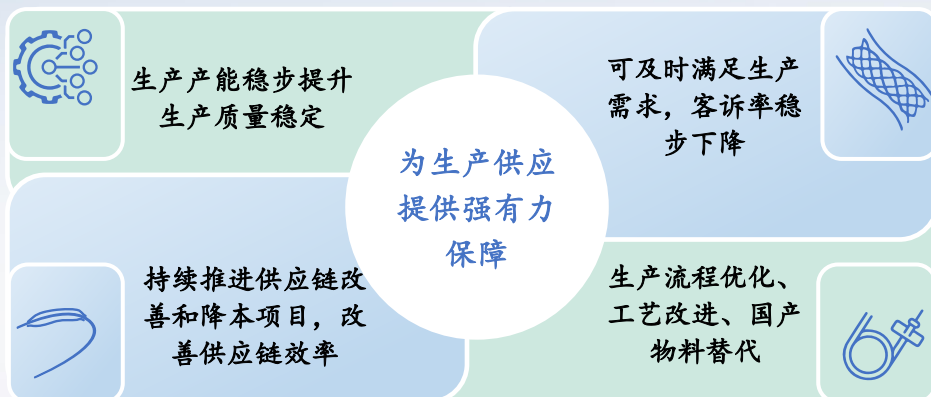 生产产能稳步提升
生产质量稳定
可及时满足生产
需求，客诉率稳
步下降
为生产供应
提供强有力
保障
持续推进供应链改
善和降本项目，改
善供应链效率
生产流程优化、
工艺改进、国产
物料替代